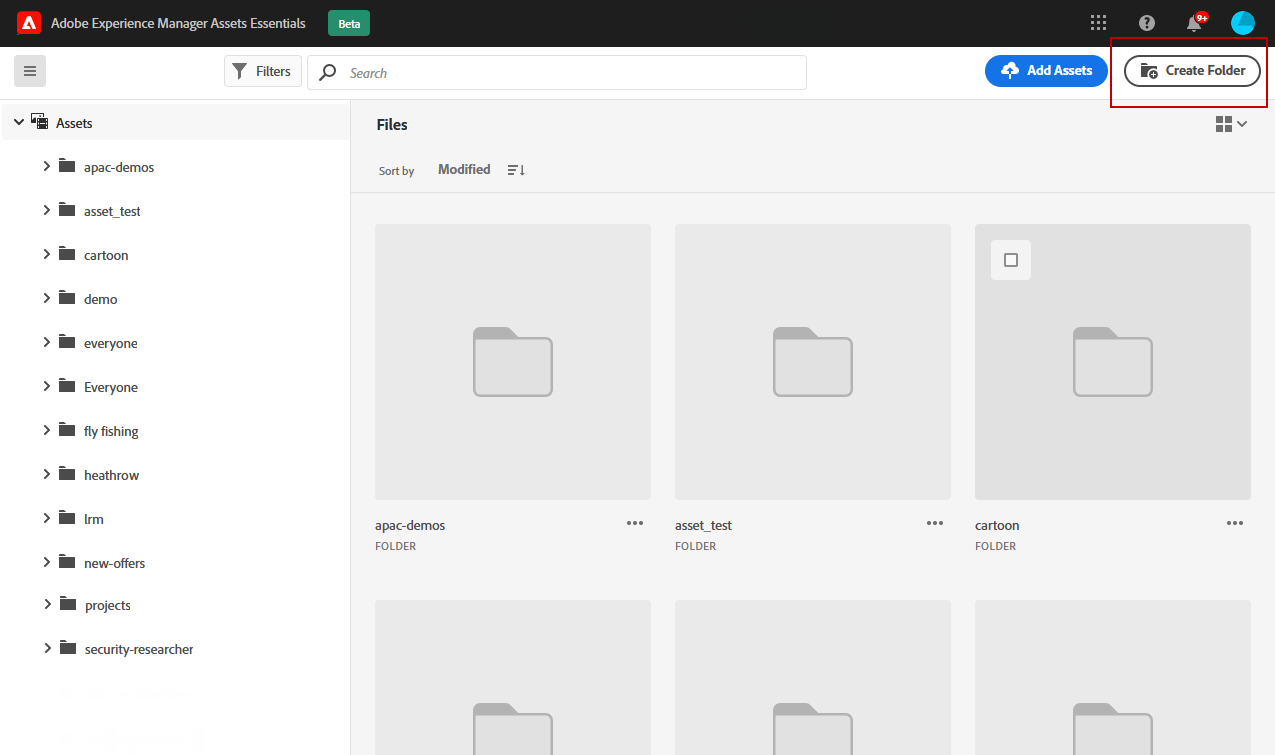 Adobe Experience Manager Assets Essentials Beta 9+
Filters Search Add Assets Create Folder
Assets
apac-demos
asset_test
cartoon
demo
everyone
Everyone
fly fishing
heathrow
lrm
new-offers
projects
security-researcher
Files
Sort by Modified
apac-demos
FOLDER
asset_test
FOLDER
cartoon
FOLDER